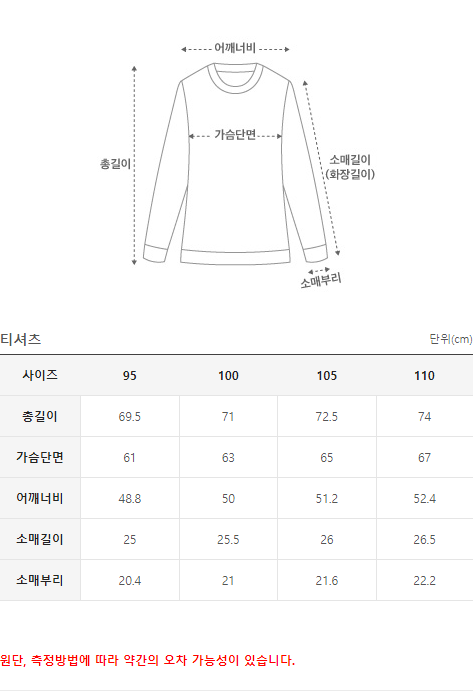 어깨너비
가슴단면
총길이
소매길이
(화장길이)
소매부리
티셔츠 단위(cm)
사이즈 95 100 105 110
총길이 69.5 71 72.5 74
가슴단면 61 63 65 67
어깨너비 48.8 50 51.2 52.4
소매길이 25 25.5 26 26.5
소매부리 20.4 21 21.6 22.2
원단, 측정방법에 따라 약간의 오차 가능성이 있습니다.